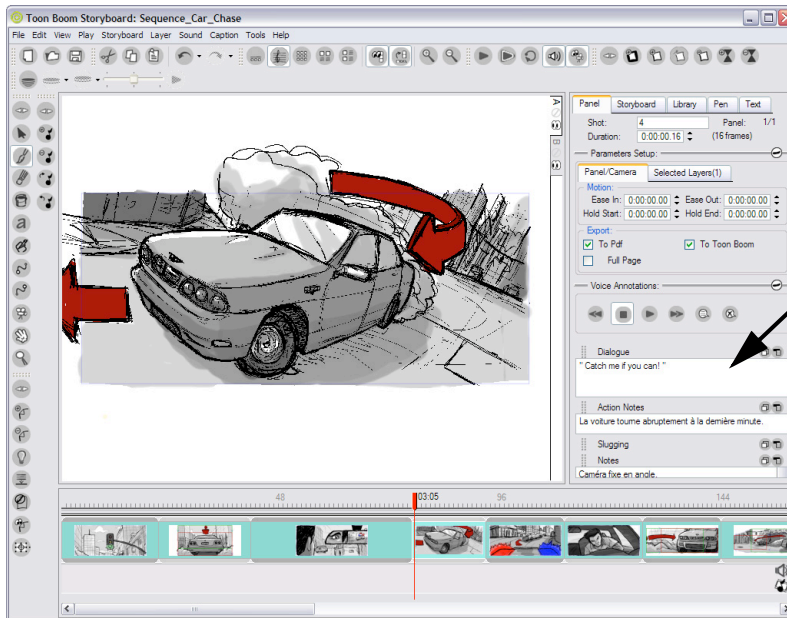 Toon Boom Storyboard: Sequence_Car_Chase
File Edit View Play Storyboard Layer Sound Caption Tools Help
Panel Storyboard Library Pen Text
Shot: 4 Panel: 1/1
Duration: 0:00:00.16 (16 frames)
Parameters Setup:
Panel/Camera Selected Layers(1)
Motion:
Ease In: 0:00:00.00 Ease Out: 0:00:00.00
Hold Start: 0:00:00.00 Hold End: 0:00:00.00
Export:
To Pdf To Toon Boom
Full Page
Voice Annotations:
Dialogue
" Catch me if you can! "
Action Notes
La voiture tourne abruptement à la dernière minute.
Slugging
Notes
Caméra fixe en angle.
48 03:05 96 144